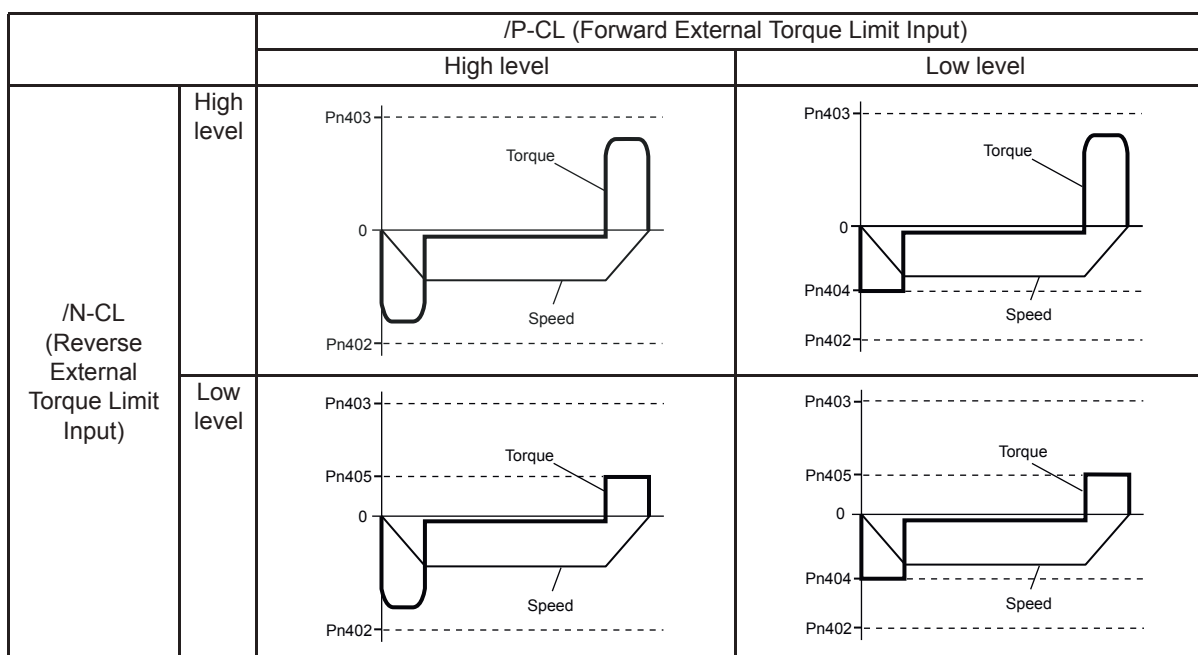 /P-CL (Forward External Torque Limit Input)
High level
Low level
/N-CL
(Reverse
External
Torque Limit
Input)
High
level
Pn403
Torque
0
Speed
Pn402
Pn403
Torque
0
Pn404
Speed
Pn402
Low
level
Pn403
Torque
Pn405
0
Speed
Pn402
Pn403
Torque
Pn405
0
Pn404
Speed
Pn402